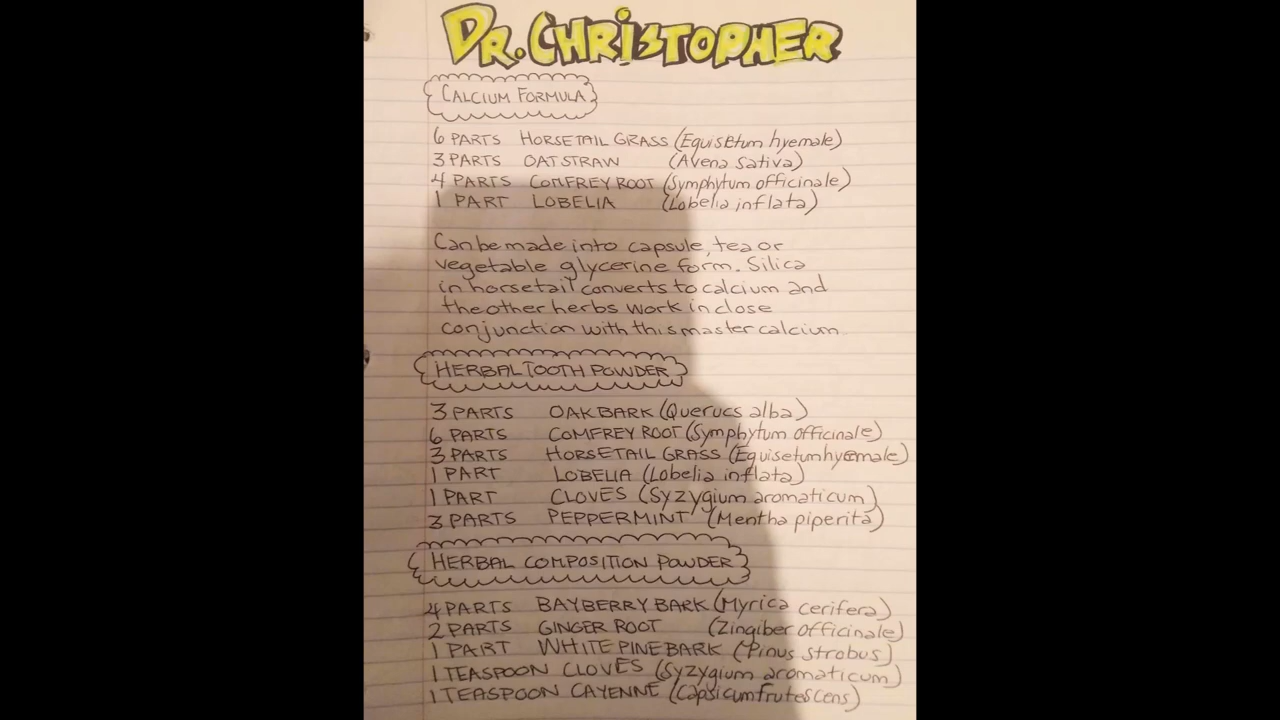 DR. CHRISTOPHER
CALCIUM FORMULA
6 PARTS HORSETAIL GRASS (Equisetum hyemale)
3 PARTS OATSTRAW (Avena sativa)
4 PARTS COMFREY ROOT (Symphytum officinale)
1 PART LOBELIA (Lobelia inflata)
Can be made into capsule, tea or
vegetable glycerine form. Silica
in horsetail converts to calcium and
the other herbs work in close
conjunction with this master calcium
HERBAL TOOTH POWDER
3 PARTS OAK BARK (Querucs alba)
6 PARTS COMFREY ROOT (Symphytum officinale)
3 PARTS HORSETAIL GRASS (Equisetum hyemale)
1 PART LOBELIA (Lobelia inflata)
1 PART CLOVES (Syzygium aromaticum)
3 PARTS PEPPERMINT (Mentha piperita)
HERBAL COMPOSITION POWDER
4 PARTS BAYBERRY BARK (Myrica cerifera)
2 PARTS GINGER ROOT (Zingiber officinale)
1 PART WHITE PINE BARK (Pinus strobus)
1 TEASPOON CLOVES (Syzygium aromaticum)
1 TEASPOON CAYENNE (Capsicum frutescens)